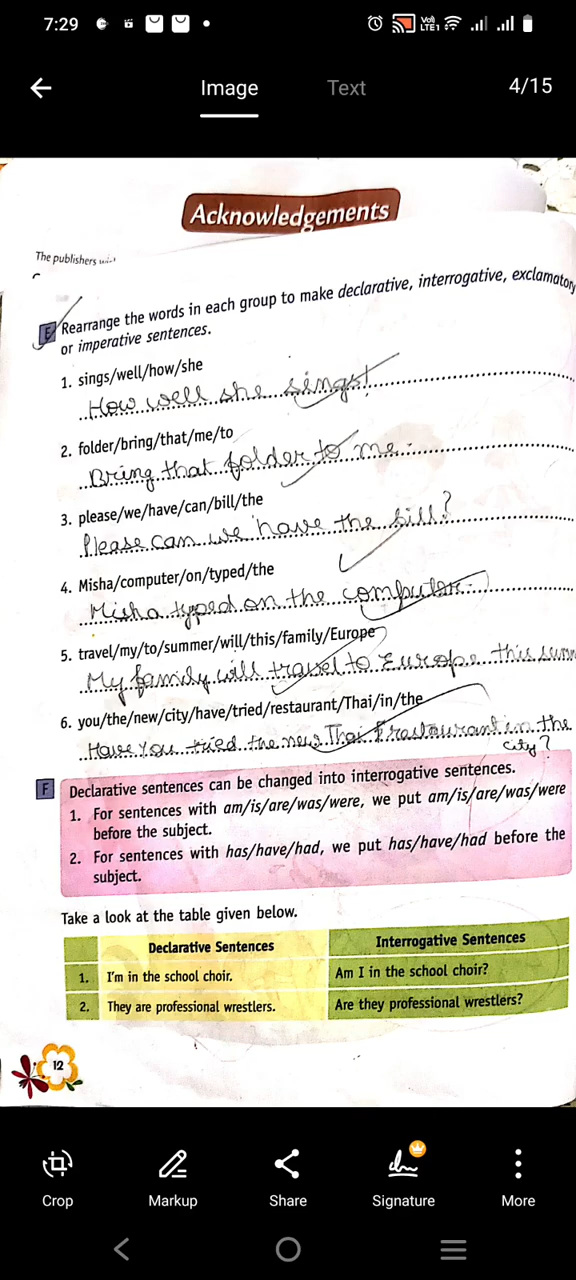 7:29
4/15
Image Text
Acknowledgements
The publishers
E Rearrange the words in each group to make declarative, interrogative, exclamatory
or imperative sentences.
1. sings/well/how/she
How well she sings!
2. folder/bring/that/me/to
Bring that folder to me.
3. please/we/have/can/bill/the
Please can we have the bill?
4. Misha/computer/on/typed/the
Misha typed on the computer.
5. travel/my/to/summer/will/this/family/Europe
My family will travel to Europe this summ
6. you/the/new/city/have/tried/restaurant/Thai/in/the
Have you tried the new Thai restaurant in the
city?
F Declarative sentences can be changed into interrogative sentences.
1. For sentences with am/is/are/was/were, we put am/is/are/was/were
before the subject.
2. For sentences with has/have/had, we put has/have/had before the
subject.
Take a look at the table given below.
Declarative Sentences Interrogative Sentences
1. I'm in the school choir. Am I in the school choir?
2. They are professional wrestlers. Are they professional wrestlers?
12
Crop Markup Share Signature More